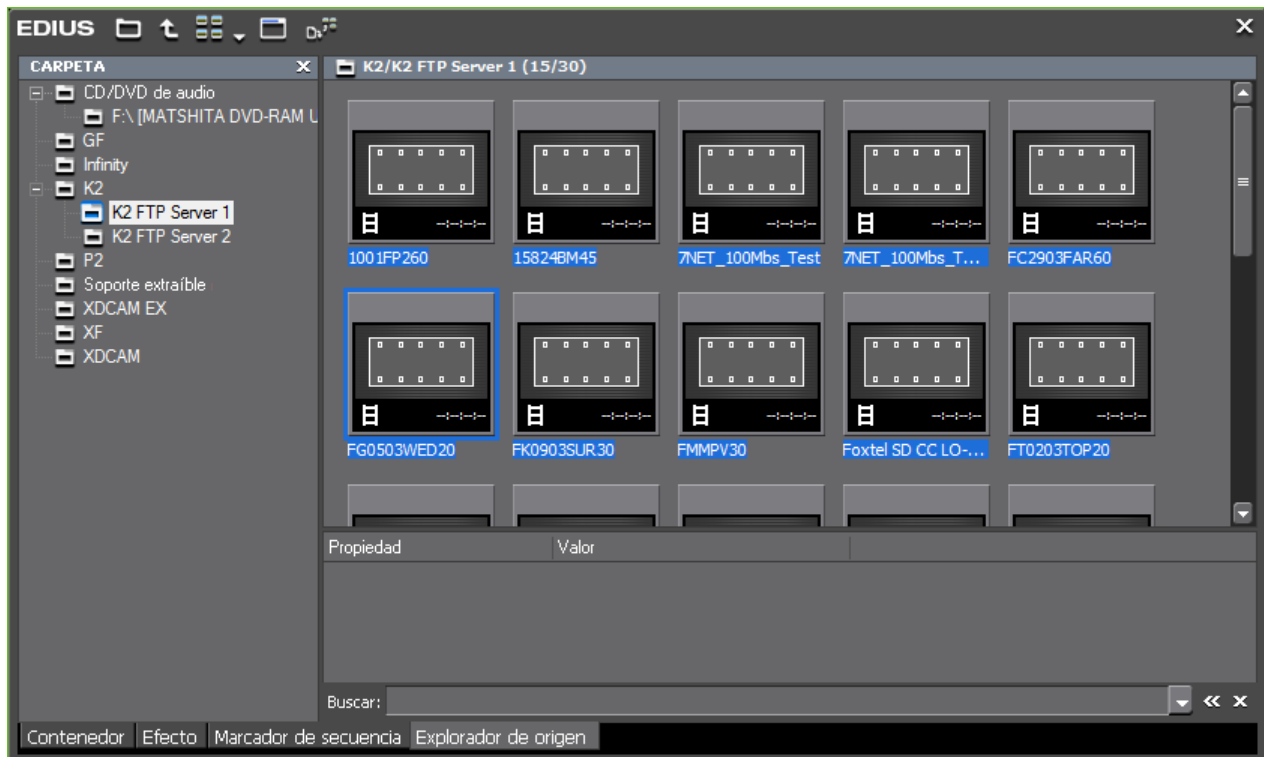 EDIUS
CARPETA
CD/DVD de audio
F:\ [MATSHITA DVD-RAM U
GF
Infinity
K2
K2 FTP Server 1
K2 FTP Server 2
P2
Soporte extraíble
XDCAM EX
XF
XDCAM
K2/K2 FTP Server 1 (15/30)
--:--:--:-- --:--:--:-- --:--:--:-- --:--:--:-- --:--:--:--
1001FP260 15824BM45 7NET_100Mbs_Test 7NET_100Mbs_T... FC2903FAR60
--:--:--:-- --:--:--:-- --:--:--:-- --:--:--:-- --:--:--:--
FG0503WED20 FK0903SUR30 FMMPV30 Foxtel SD CC LO-... FT0203TOP20
Propiedad Valor
Buscar:
Contenedor Efecto Marcador de secuencia Explorador de origen